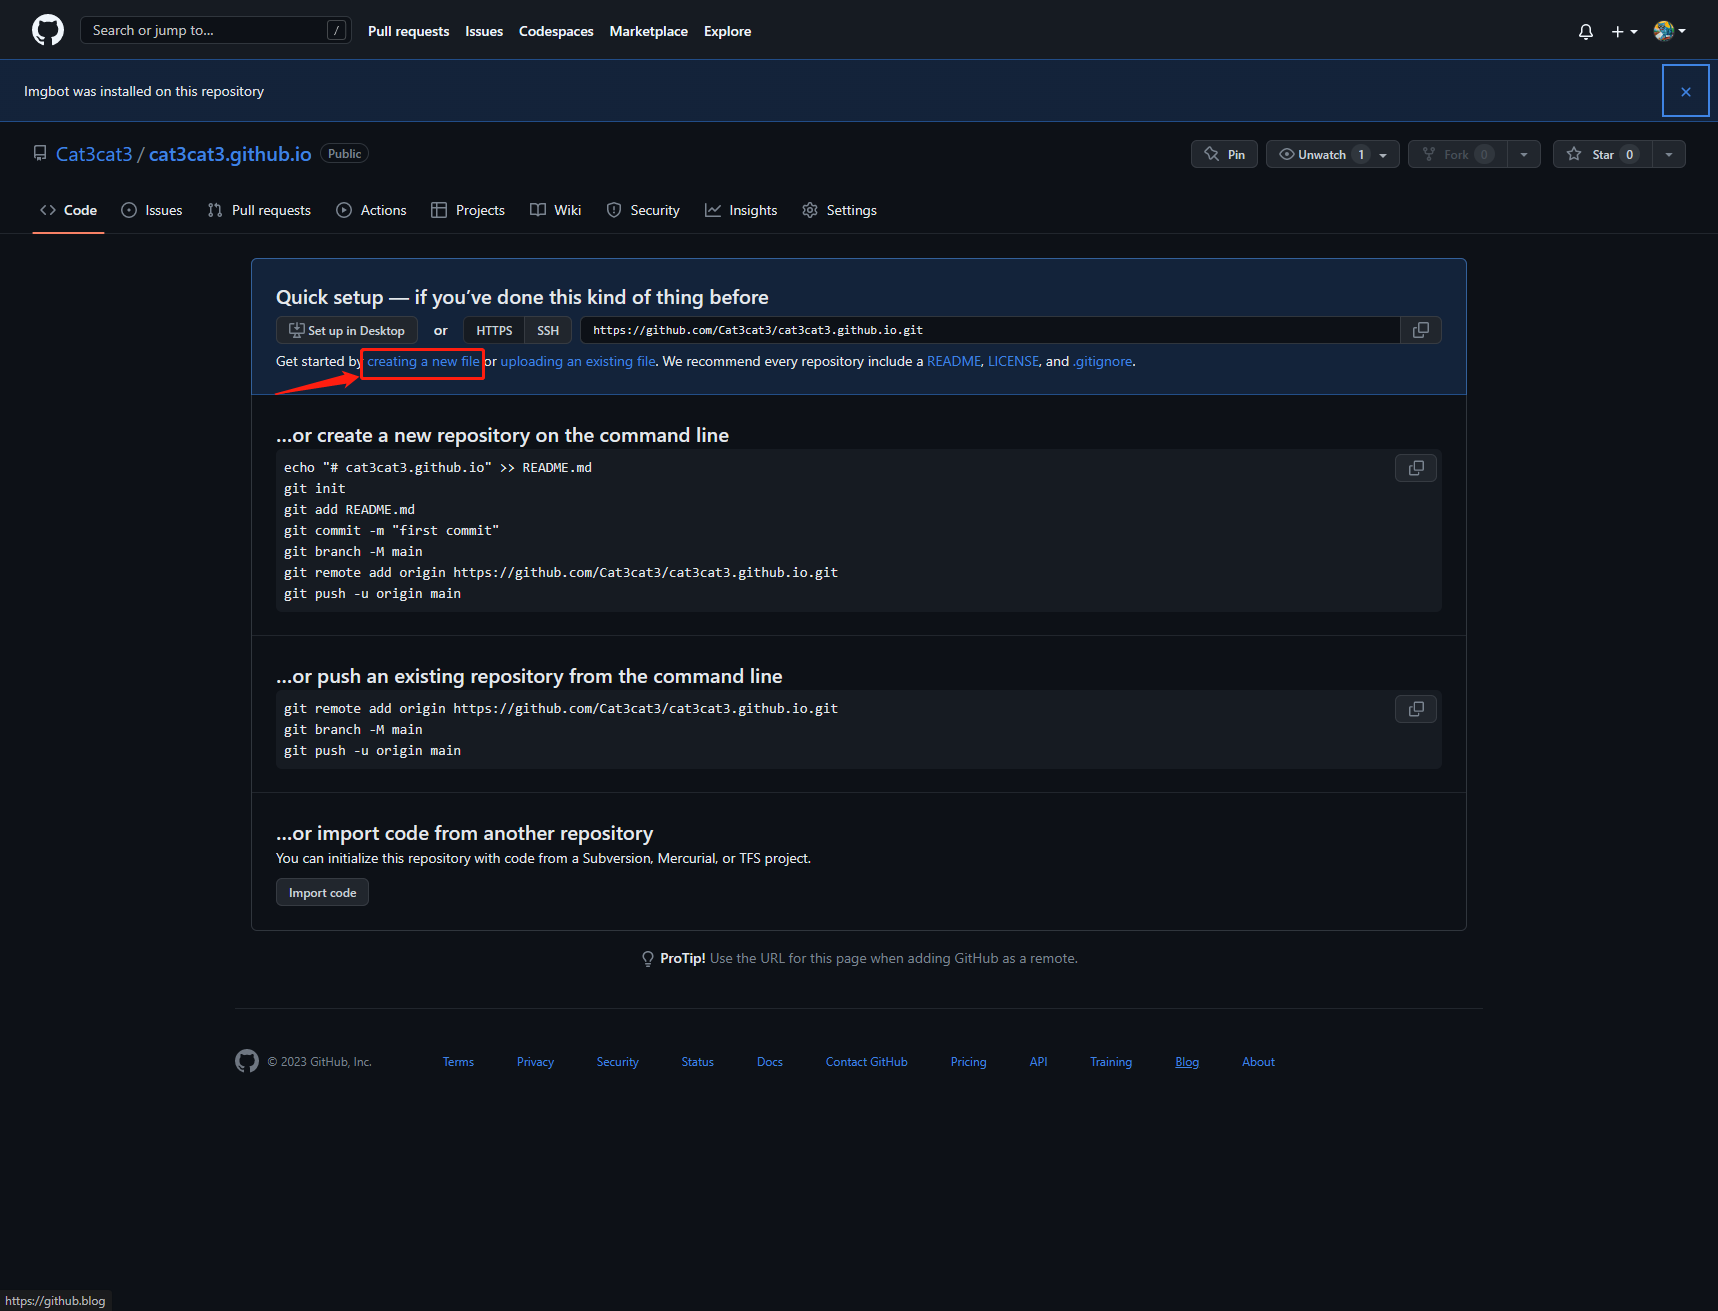 Search or jump to... /
Pull requests Issues Codespaces Marketplace Explore
Imgbot was installed on this repository
Cat3cat3 / cat3cat3.github.io Public
Pin Unwatch 1 Fork 0 Star 0
Code Issues Pull requests Actions Projects Wiki Security Insights Settings
Quick setup — if you’ve done this kind of thing before
Set up in Desktop or HTTPS SSH https://github.com/Cat3cat3/cat3cat3.github.io.git
Get started by creating a new file or uploading an existing file. We recommend every repository include a README, LICENSE, and .gitignore.
…or create a new repository on the command line
echo "# cat3cat3.github.io" >> README.md
git init
git add README.md
git commit -m "first commit"
git branch -M main
git remote add origin https://github.com/Cat3cat3/cat3cat3.github.io.git
git push -u origin main
…or push an existing repository from the command line
git remote add origin https://github.com/Cat3cat3/cat3cat3.github.io.git
git branch -M main
git push -u origin main
…or import code from another repository
You can initialize this repository with code from a Subversion, Mercurial, or TFS project.
Import code
ProTip! Use the URL for this page when adding GitHub as a remote.
© 2023 GitHub, Inc. Terms Privacy Security Status Docs Contact GitHub Pricing API Training Blog About
https://github.blog